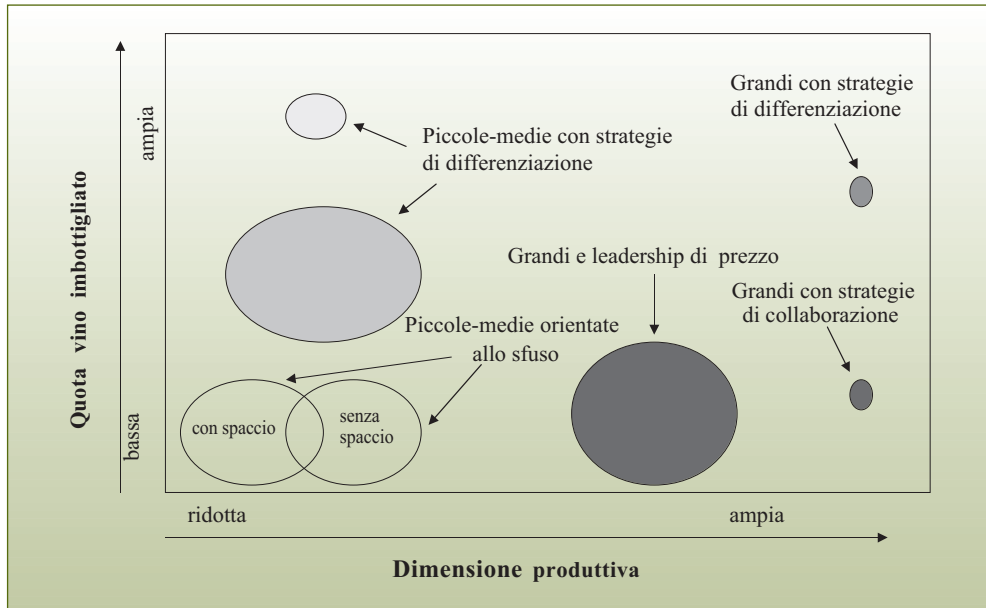 Grandi con strategie
di differenziazione
Piccole-medie con strategie
di differenziazione
Grandi e leadership di prezzo
Grandi con strategie
di collaborazione
Piccole-medie orientate
allo sfuso
con spaccio
senza
spaccio
ampia
Quota vino imbottigliato
bassa
ridotta
ampia
Dimensione produttiva